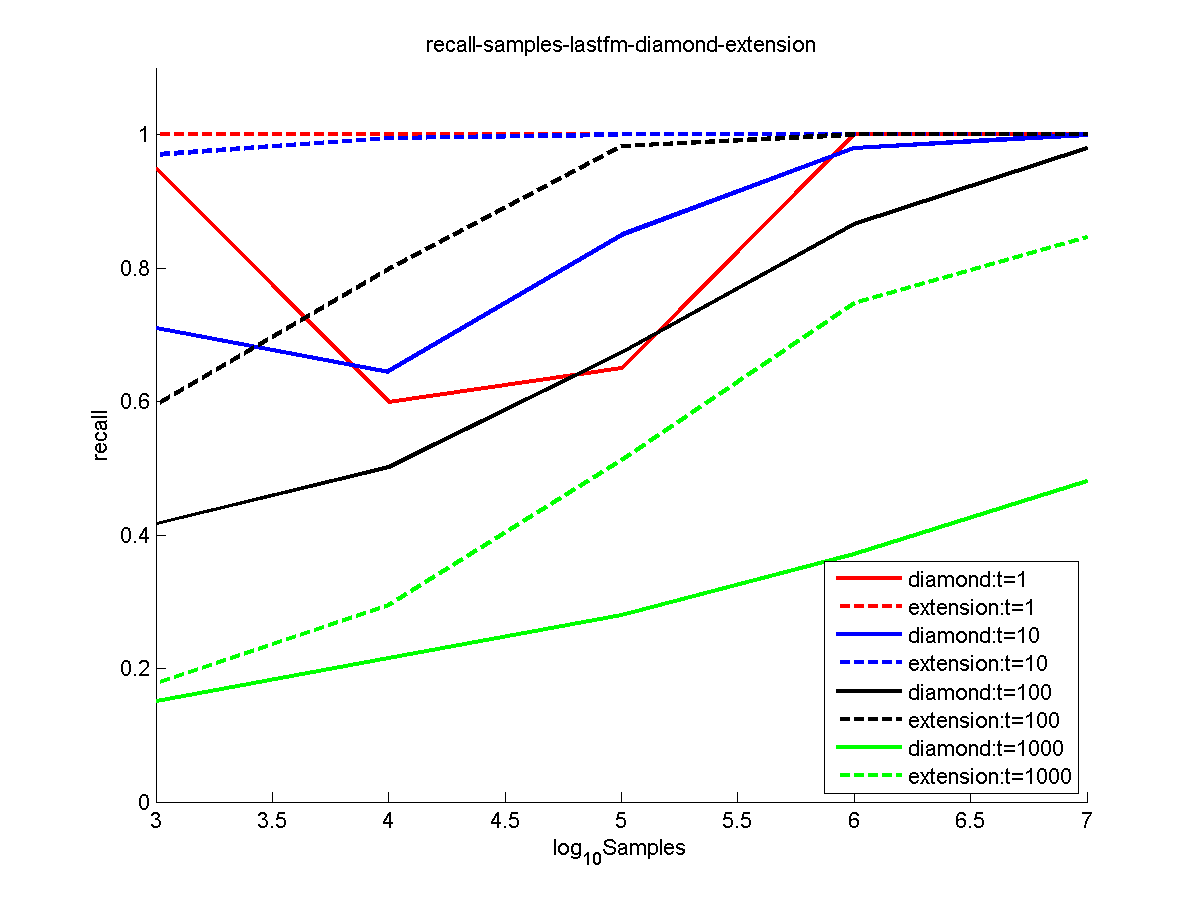 recall-samples-lastfm-diamond-extension
recall
1
0.8
0.6
0.4
0.2
0
3 3.5 4 4.5 5 5.5 6 6.5 7
log10Samples
diamond:t=1
extension:t=1
diamond:t=10
extension:t=10
diamond:t=100
extension:t=100
diamond:t=1000
extension:t=1000